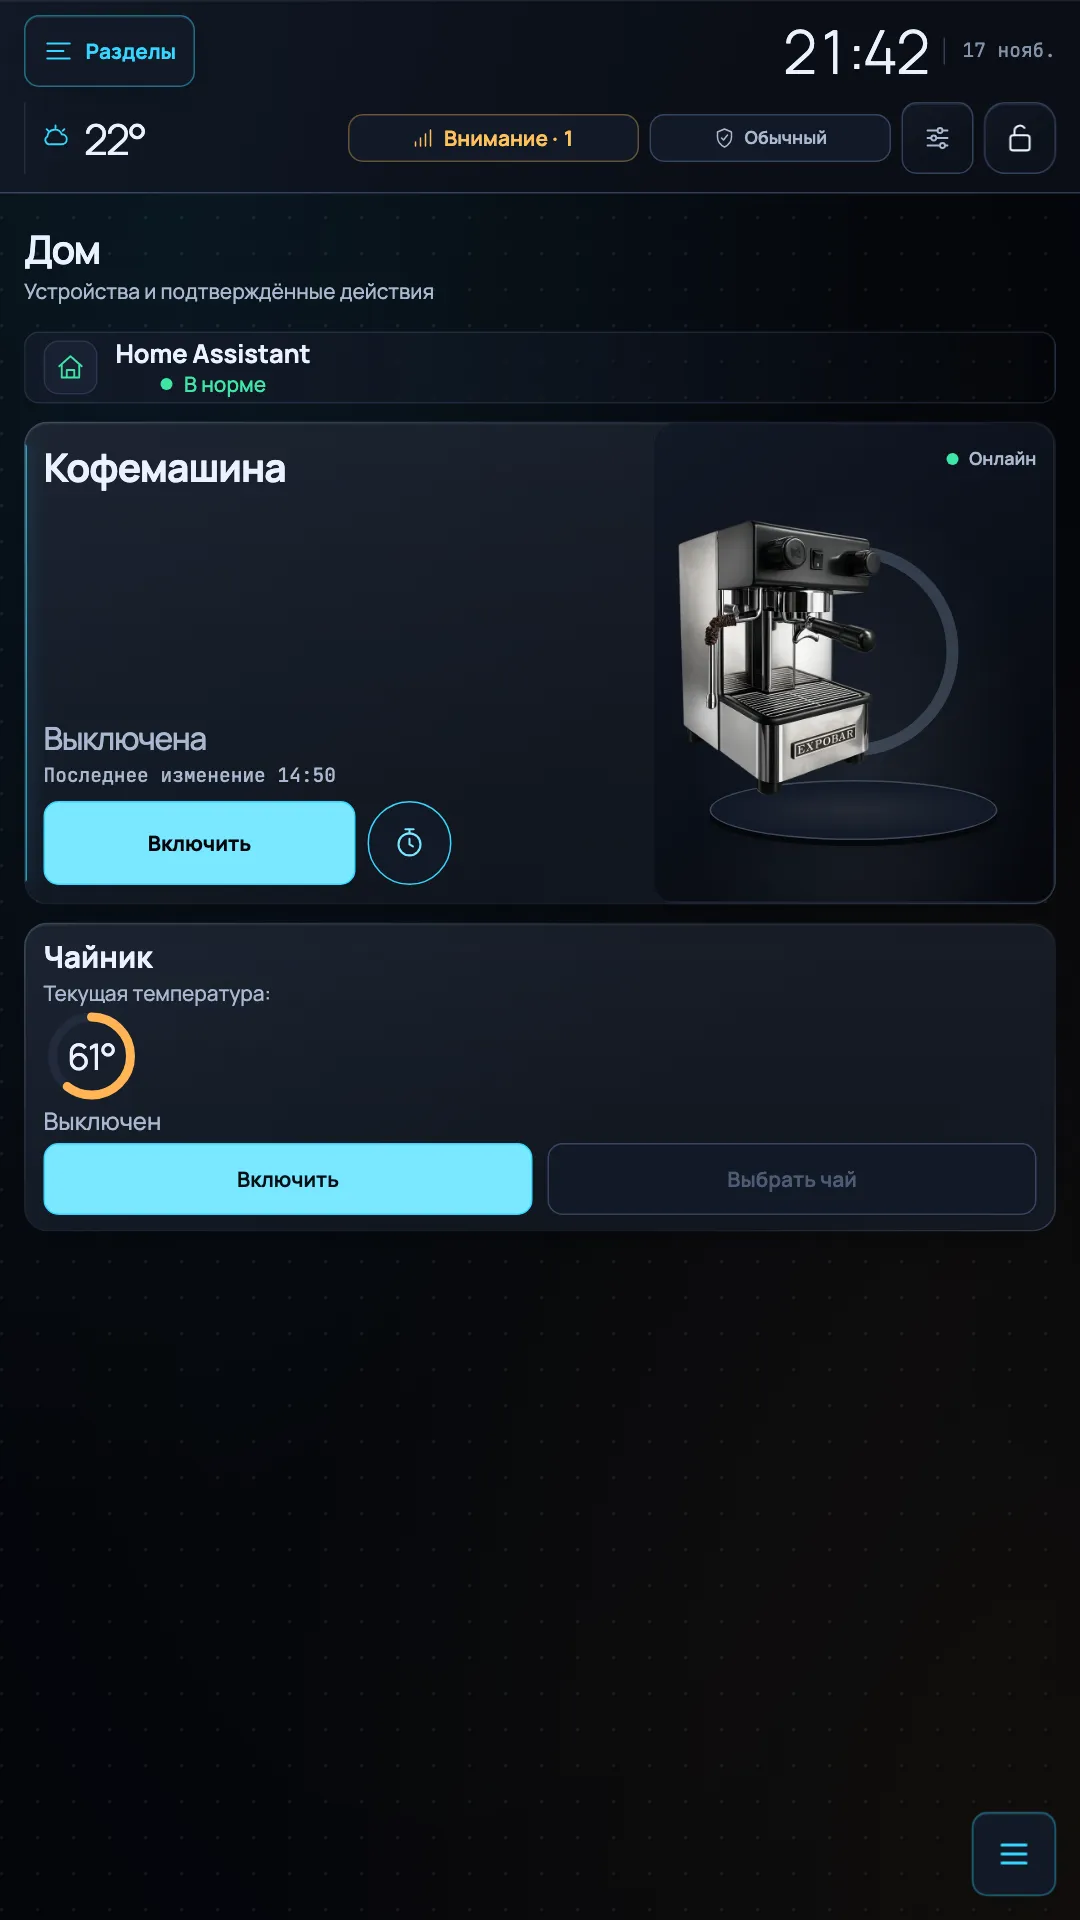 Разделы
21:42
17 нояб.
22°
Внимание · 1
Обычный
Дом
Устройства и подтверждённые действия
Home Assistant
В норме
Кофемашина
Онлайн
EXPOBAR
Выключена
Последнее изменение 14:50
Включить
Чайник
Текущая температура:
61°
Выключен
Включить
Выбрать чай